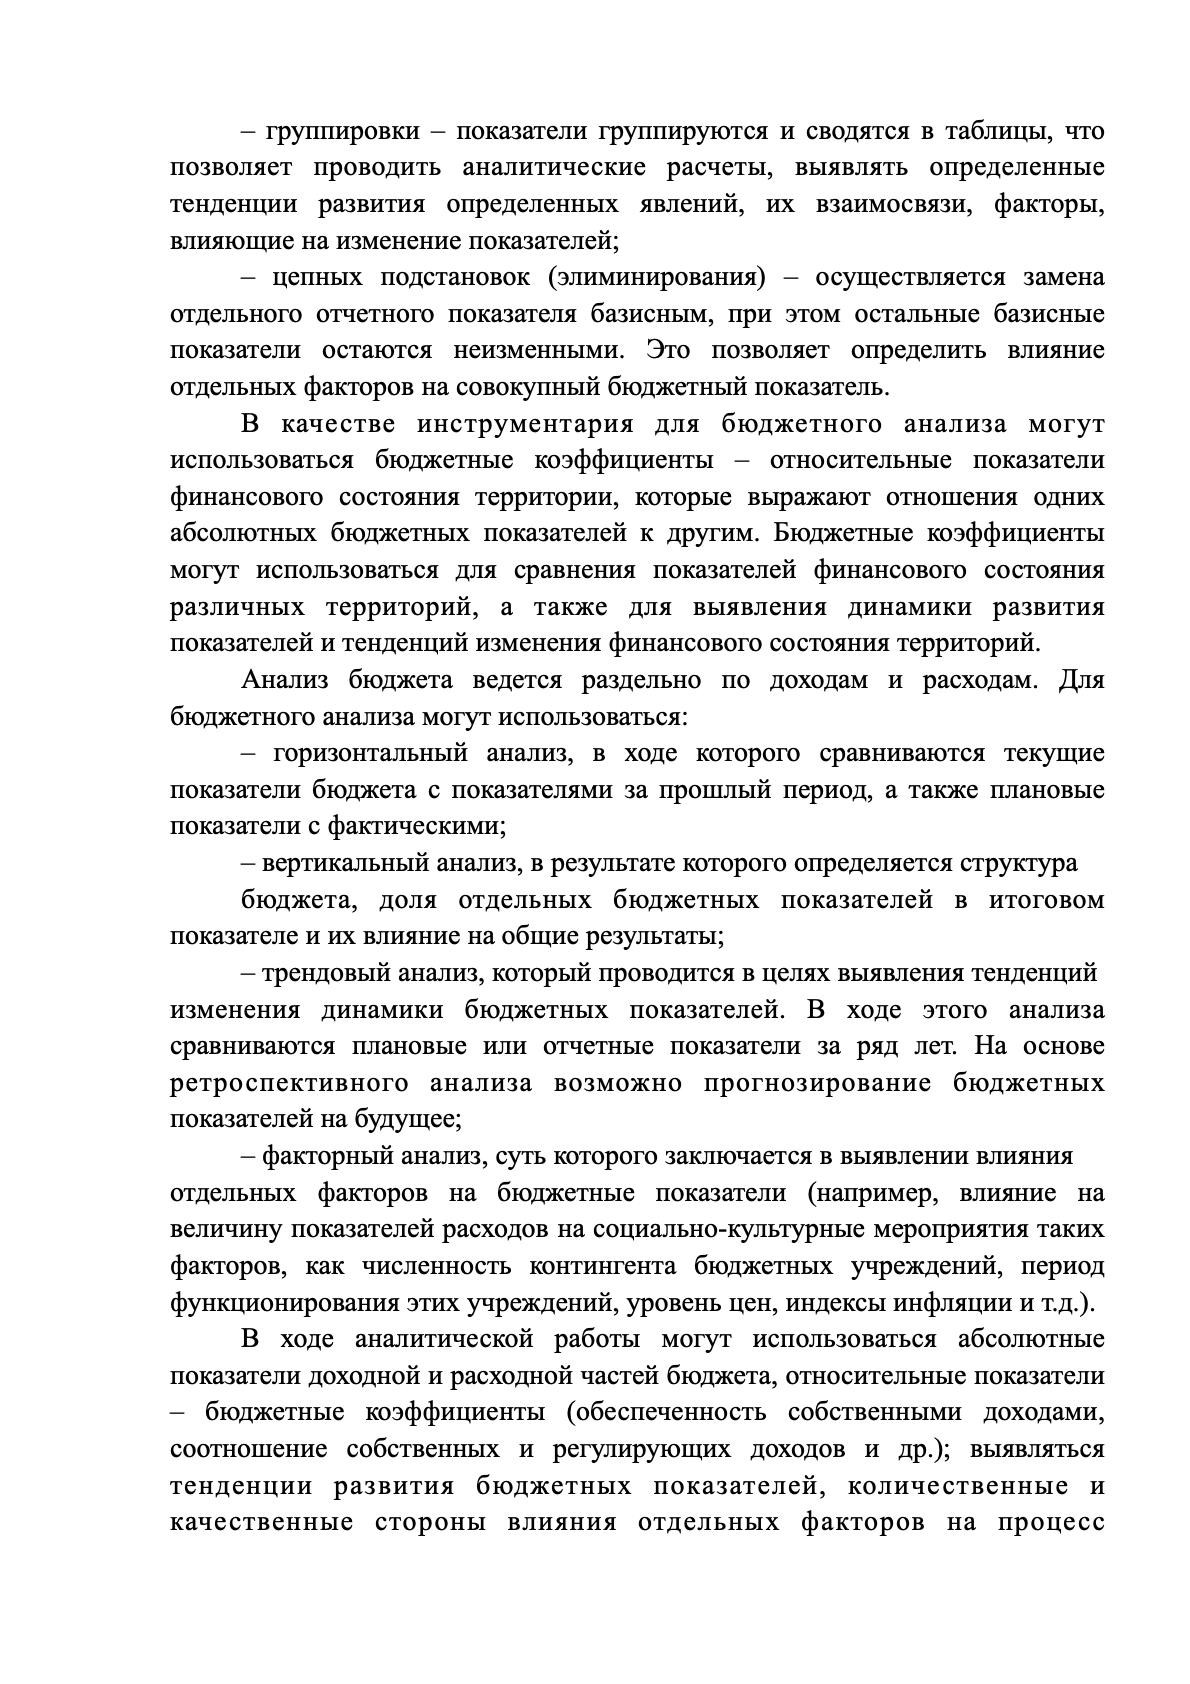 – группировки – показатели группируются и сводятся в таблицы, что
позволяет проводить аналитические расчеты, выявлять определенные
тенденции развития определенных явлений, их взаимосвязи, факторы,
влияющие на изменение показателей;
– цепных подстановок (элиминирования) – осуществляется замена
отдельного отчетного показателя базисным, при этом остальные базисные
показатели остаются неизменными. Это позволяет определить влияние
отдельных факторов на совокупный бюджетный показатель.
В качестве инструментария для бюджетного анализа могут
использоваться бюджетные коэффициенты – относительные показатели
финансового состояния территории, которые выражают отношения одних
абсолютных бюджетных показателей к другим. Бюджетные коэффициенты
могут использоваться для сравнения показателей финансового состояния
различных территорий, а также для выявления динамики развития
показателей и тенденций изменения финансового состояния территорий.
Анализ бюджета ведется раздельно по доходам и расходам. Для
бюджетного анализа могут использоваться:
– горизонтальный анализ, в ходе которого сравниваются текущие
показатели бюджета с показателями за прошлый период, а также плановые
показатели с фактическими;
– вертикальный анализ, в результате которого определяется структура
бюджета, доля отдельных бюджетных показателей в итоговом
показателе и их влияние на общие результаты;
– трендовый анализ, который проводится в целях выявления тенденций
изменения динамики бюджетных показателей. В ходе этого анализа
сравниваются плановые или отчетные показатели за ряд лет. На основе
ретроспективного анализа возможно прогнозирование бюджетных
показателей на будущее;
– факторный анализ, суть которого заключается в выявлении влияния
отдельных факторов на бюджетные показатели (например, влияние на
величину показателей расходов на социально-культурные мероприятия таких
факторов, как численность контингента бюджетных учреждений, период
функционирования этих учреждений, уровень цен, индексы инфляции и т.д.).
В ходе аналитической работы могут использоваться абсолютные
показатели доходной и расходной частей бюджета, относительные показатели
– бюджетные коэффициенты (обеспеченность собственными доходами,
соотношение собственных и регулирующих доходов и др.); выявляться
тенденции развития бюджетных показателей, количественные и
качественные стороны влияния отдельных факторов на процесс